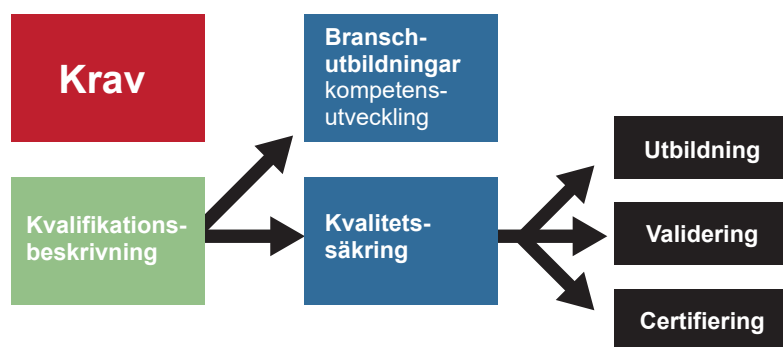 Krav
Bransch-
utbildningar
kompetens-
utveckling
Kvalifikations-
beskrivning
Kvalitets-
säkring
Utbildning
Validering
Certifiering